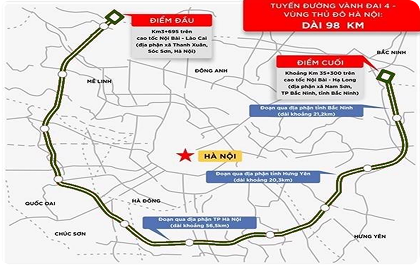 TUYẾN ĐƯỜNG VÀNH ĐAI 4 -
VÙNG THỦ ĐÔ HÀ NỘI:
DÀI 98 KM
ĐIỂM ĐẦU
Km3+695 trên
cao tốc Nội Bài - Lào Cai
(địa phận xã Thanh Xuân,
Sóc Sơn, Hà Nội)
BẮC NINH
ĐIỂM CUỐI
Khoảng Km 35+300 trên
cao tốc Nội Bài - Hạ Long
(địa phận xã Nam Sơn,
TP Bắc Ninh, tỉnh Bắc Ninh)
MÊ LINH
ĐÔNG ANH
Đoạn qua địa phận tỉnh Bắc Ninh
(dài khoảng 21,2km)
HÀ NỘI
Đoạn qua địa phận tỉnh Hưng Yên
(dài khoảng 20,3km)
QUỐC OAI
HÀ ĐÔNG
Đoạn qua địa phận TP Hà Nội
(dài khoảng 56,5km)
CHÚC SƠN
HƯNG YÊN